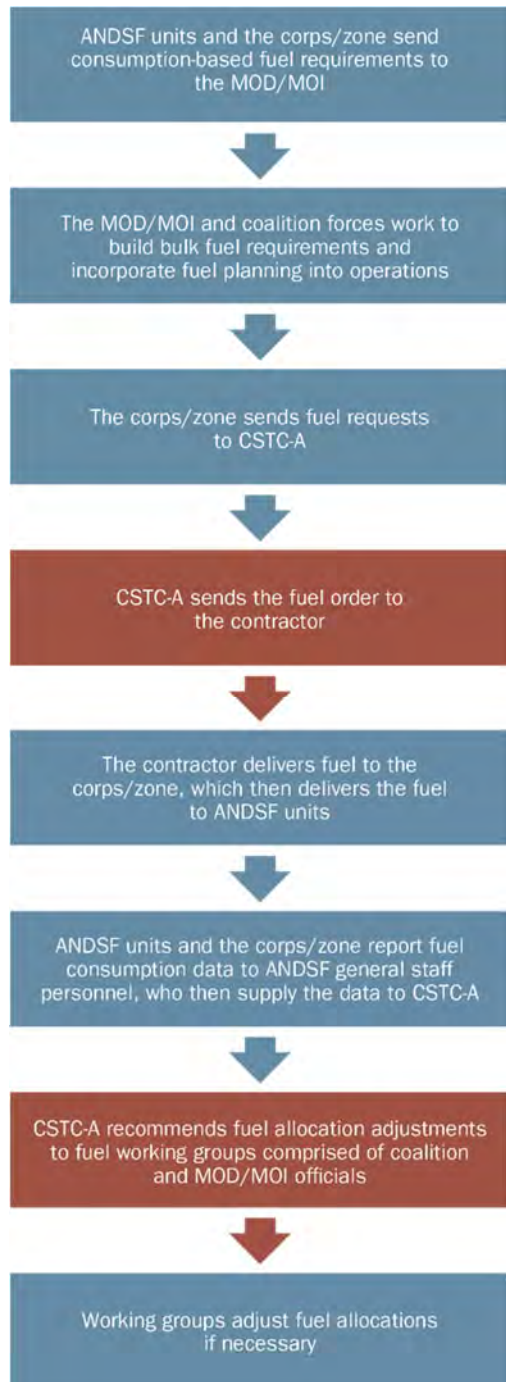 ANDSF units and the corps/zone send
consumption-based fuel requirements to
the MOD/MOI
The MOD/MOI and coalition forces work to
build bulk fuel requirements and
incorporate fuel planning into operations
The corps/zone sends fuel requests
to CSTC-A
CSTC-A sends the fuel order to
the contractor
The contractor delivers fuel to the
corps/zone, which then delivers the fuel
to ANDSF units
ANDSF units and the corps/zone report fuel
consumption data to ANDSF general staff
personnel, who then supply the data to CSTC-A
CSTC-A recommends fuel allocation adjustments
to fuel working groups comprised of coalition
and MOD/MOI officials
Working groups adjust fuel allocations
if necessary